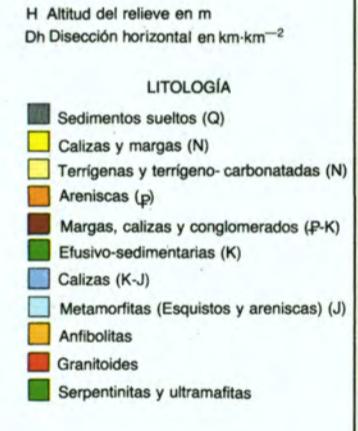 H Altitud del relieve en m
Dh Disección horizontal en km·km⁻²
LITOLOGÍA
Sedimentos sueltos (Q)
Calizas y margas (N)
Terrígenas y terrígeno- carbonatadas (N)
Areniscas (ꝑ)
Margas, calizas y conglomerados (₽-K)
Efusivo-sedimentarias (K)
Calizas (K-J)
Metamorfitas (Esquistos y areniscas) (J)
Anfibolitas
Granitoides
Serpentinitas y ultramafitas